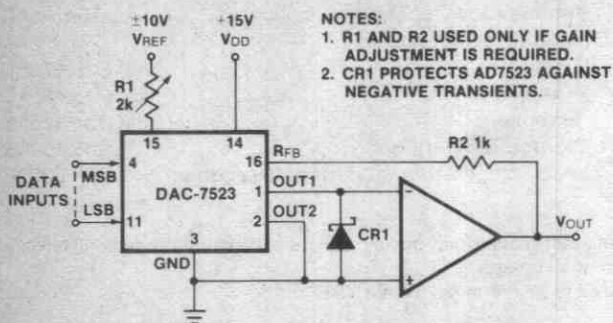 ±10V
VREF
+15V
VDD
NOTES:
1. R1 AND R2 USED ONLY IF GAIN
ADJUSTMENT IS REQUIRED.
2. CR1 PROTECTS AD7523 AGAINST
NEGATIVE TRANSIENTS.
R1
2k
15
14
16
RFB
R2 1k
DATA
INPUTS
MSB
4
DAC-7523
1
OUT1
LSB
11
2
OUT2
3
GND
CR1
−
+
VOUT